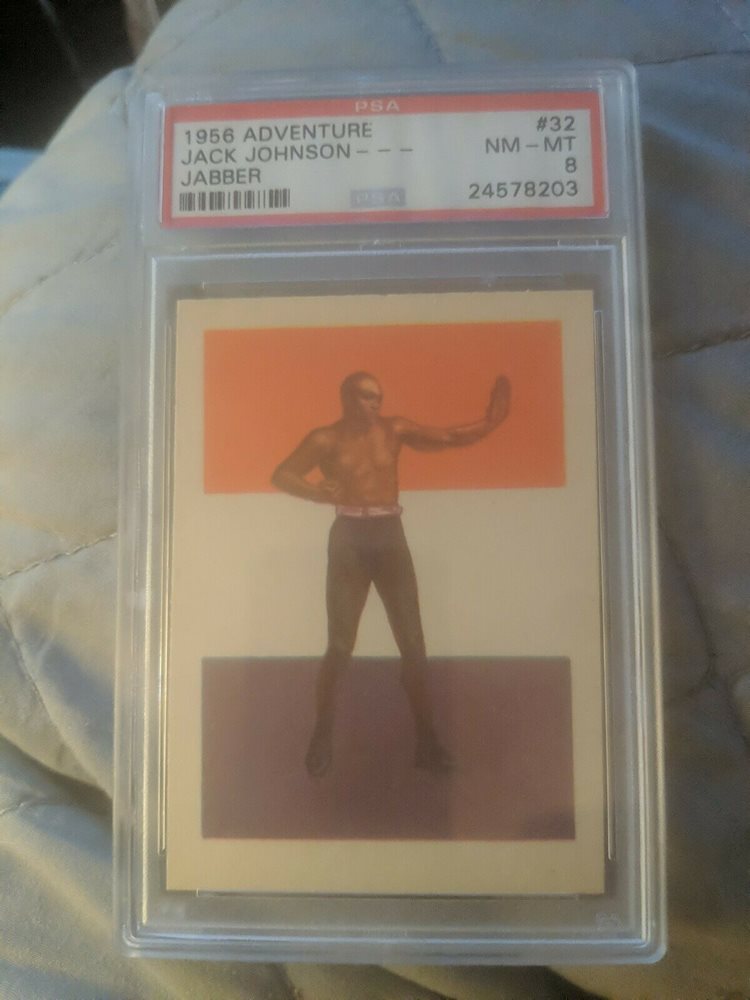 PSA
1956 ADVENTURE #32
JACK JOHNSON - - - NM - MT
JABBER 8
PSA 24578203